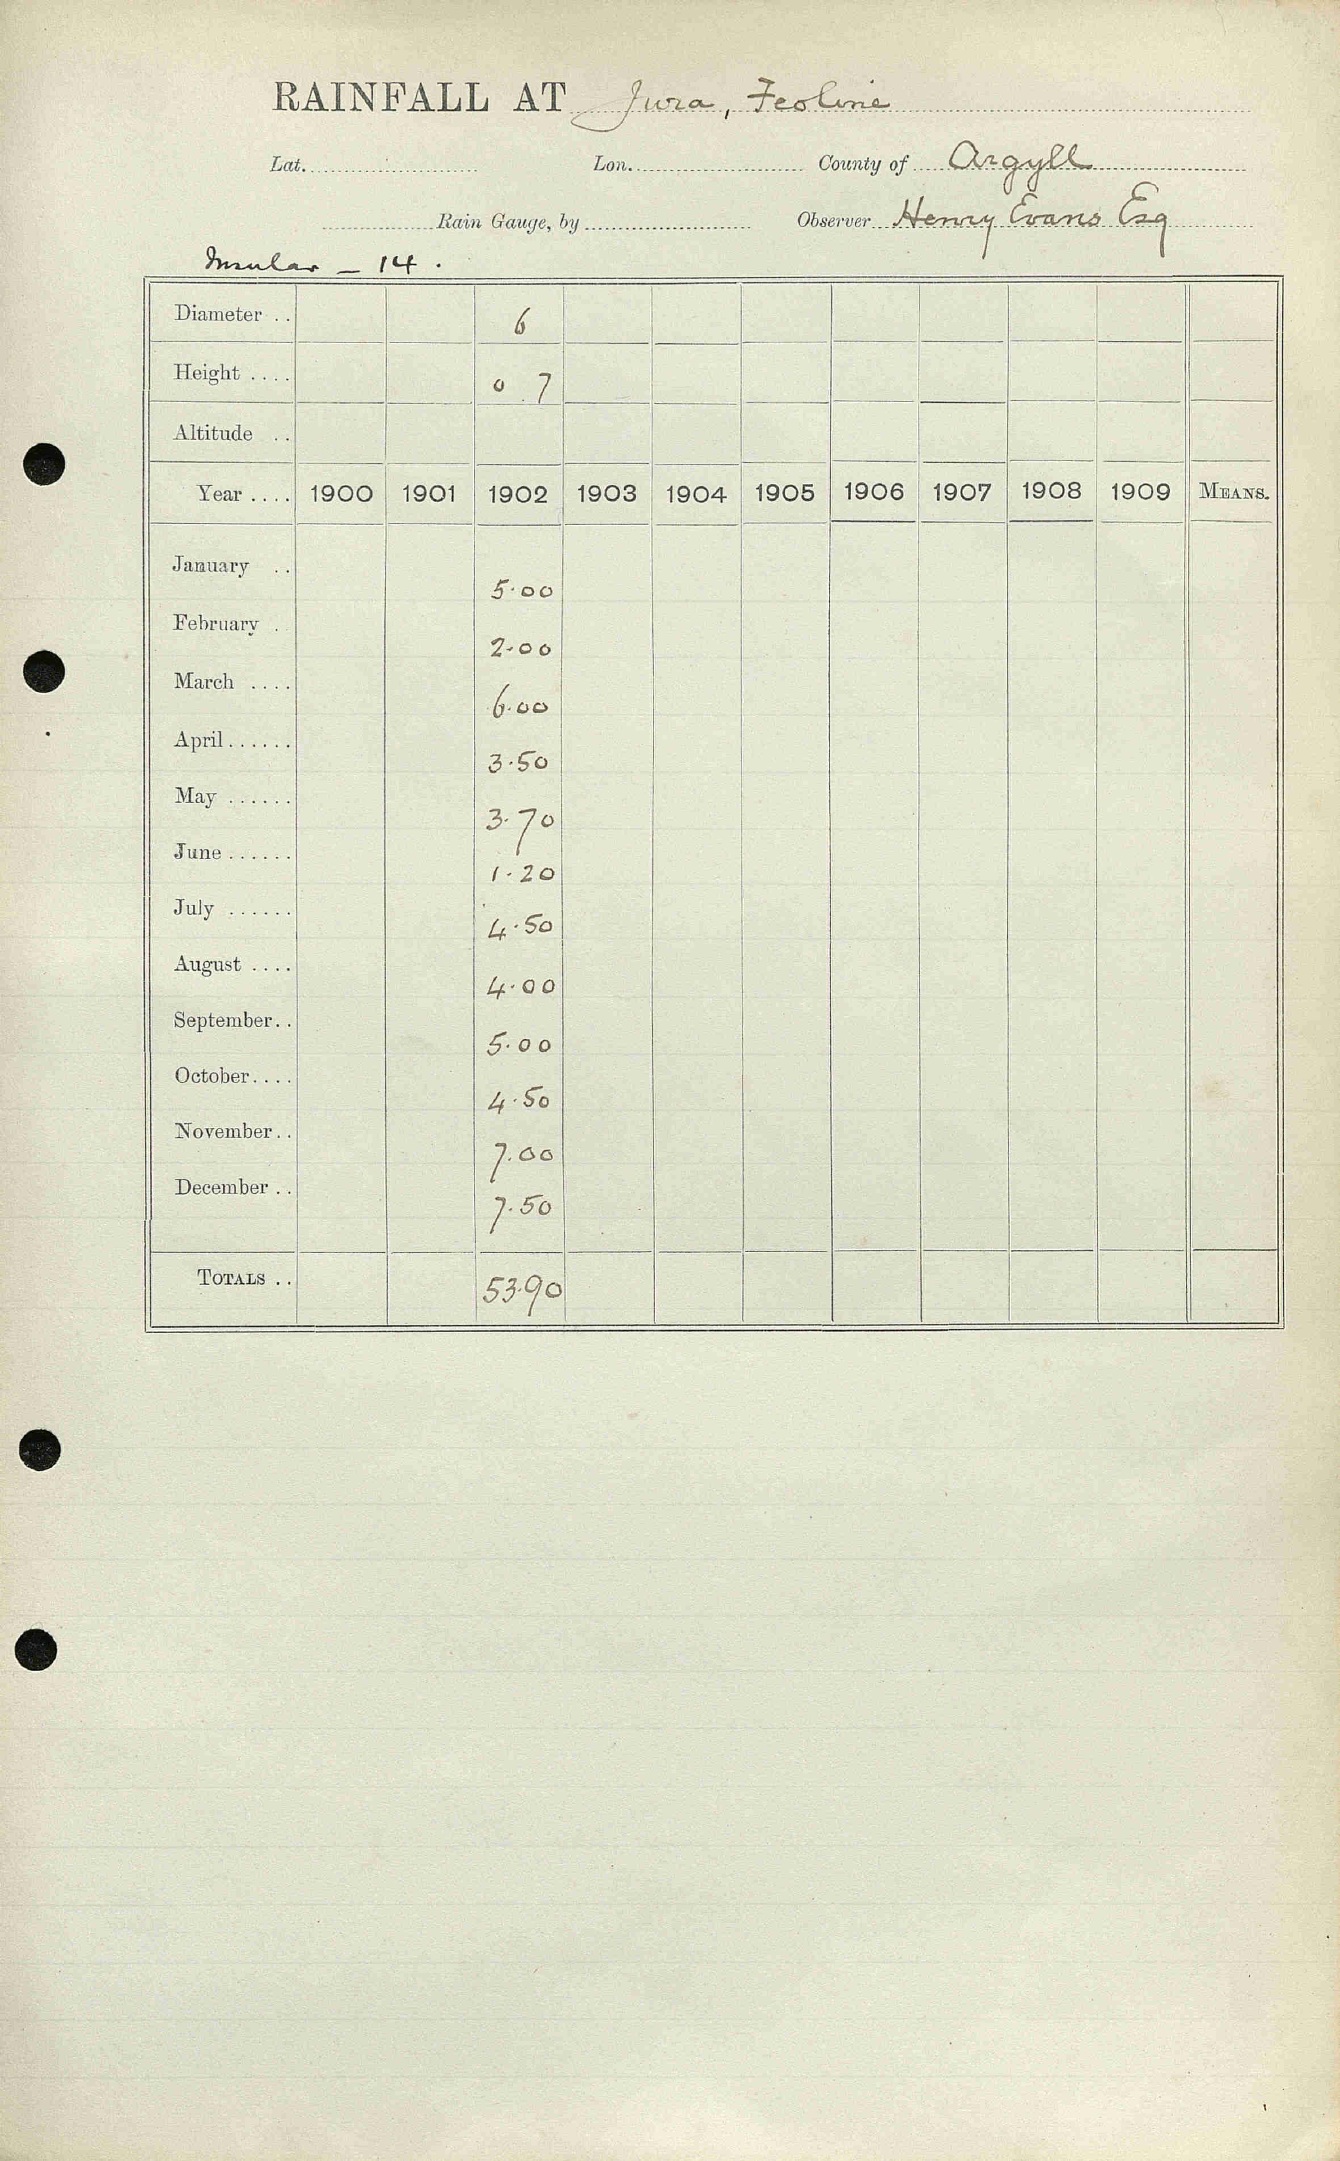 RAINFALL AT Jura, Feoline
Lat. Lon. County of Argyll
Rain Gauge, by Observer Henry Evans Esq
Insular - 14.
Diameter .. 6
Height .... 0 7
Altitude ..
Year .... 1900 1901 1902 1903 1904 1905 1906 1907 1908 1909 MEANS.
January .. 5.00
February . 2.00
March .... 6.00
April ...... 3.50
May ...... 3.70
June ...... 1.20
July ...... 4.50
August .... 4.00
September.. 5.00
October.... 4.50
November.. 7.00
December .. 7.50
TOTALS .. 53.90